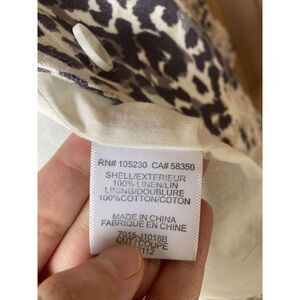 RN# 105230 CA# 58350
SHELL/EXTERIEUR
100% LINEN/LIN
LINING/DOUBLURE
100%COTTON/COTON
MADE IN CHINA
FABRIQUE EN CHINE
7015-J1018B
CUT / COUPE